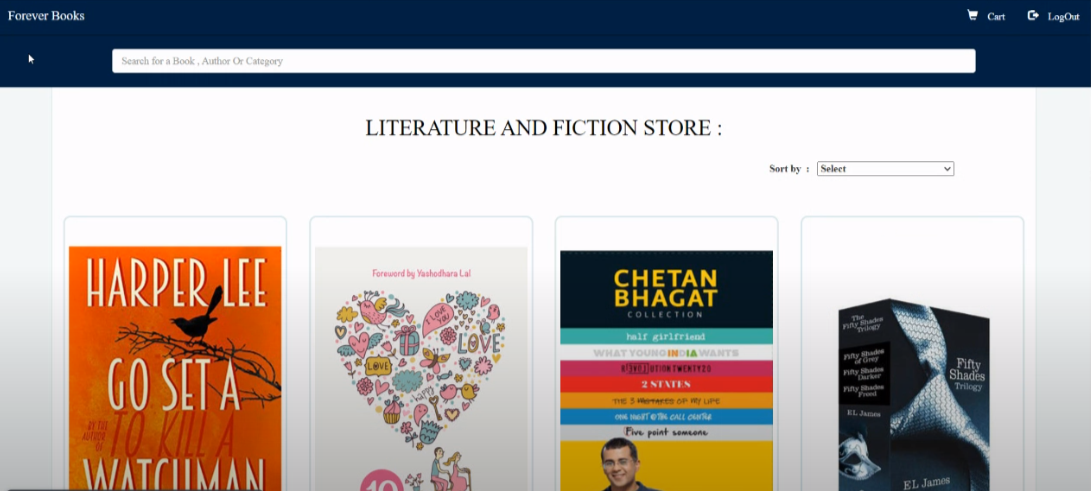 Forever Books
Cart
LogOut
Search for a Book , Author Or Category
LITERATURE AND FICTION STORE :
Sort by :
Select
HARPER LEE
GO SET A
BY THE
AUTHOR
OF
TO KILL A
WATCHMAN
Foreword by Yashodhara Lal
I LOVE YOU
LOVE
LOVE
10
CHETAN
BHAGAT
COLLECTION
half girlfriend
WHAT YOUNG INDIA WANTS
REVOLUTION TWENTY20
2 STATES
THE 3 MISTAKES OF MY LIFE
ONE NIGHT @ THE CALL CENTRE
Five point someone
The
Fifty Shades
Trilogy
Fifty Shades
of Grey
Fifty Shades
Darker
Fifty Shades
Freed
EL James
Fifty
Shades
Trilogy
EL James